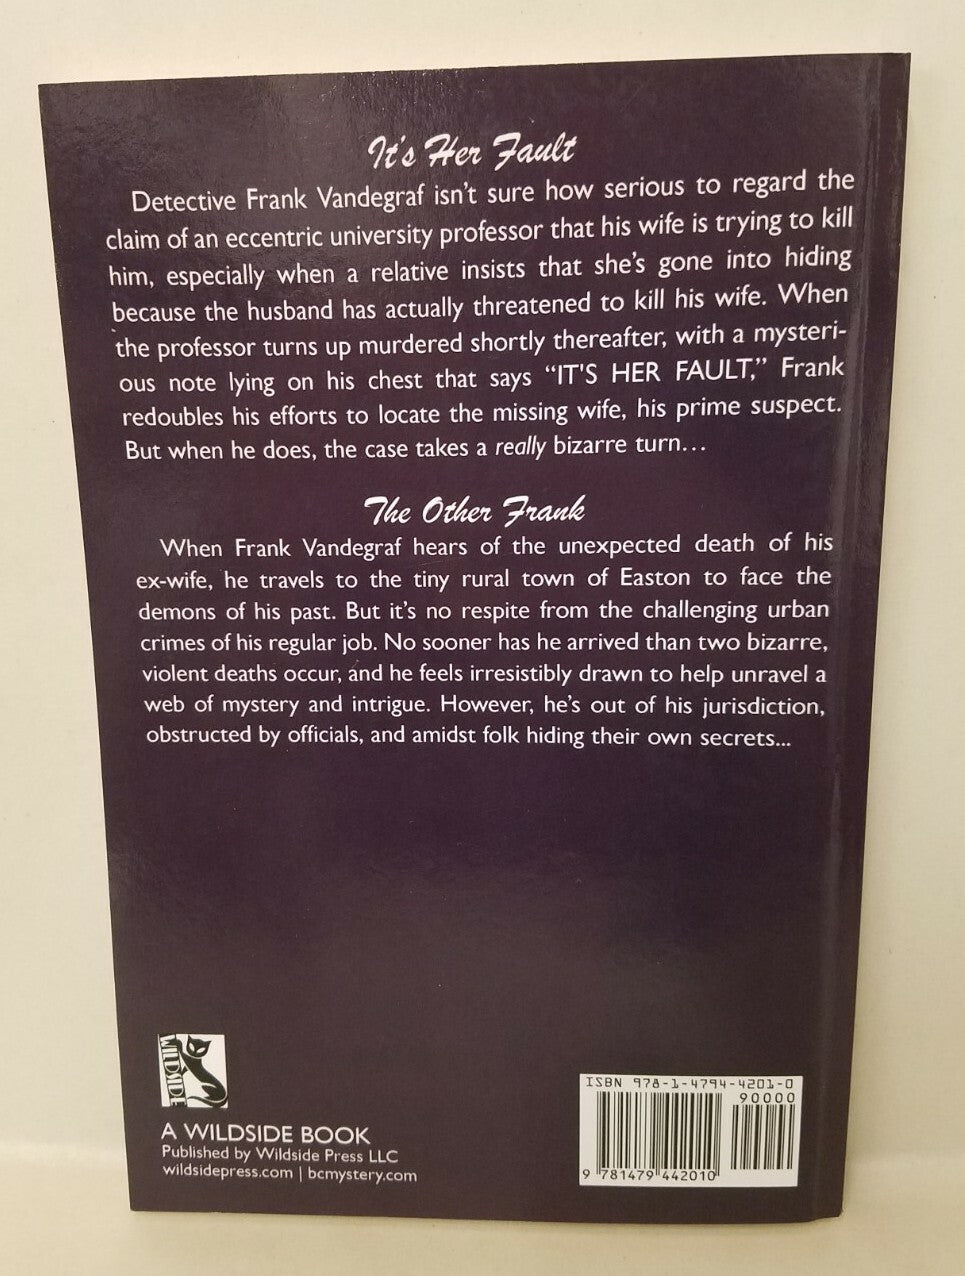 It's Her Fault
Detective Frank Vandegraf isn't sure how serious to regard the
claim of an eccentric university professor that his wife is trying to kill
him, especially when a relative insists that she's gone into hiding
because the husband has actually threatened to kill his wife. When
the professor turns up murdered shortly thereafter, with a mysteri-
ous note lying on his chest that says “IT'S HER FAULT,” Frank
redoubles his efforts to locate the missing wife, his prime suspect.
But when he does, the case takes a really bizarre turn…
The Other Frank
When Frank Vandegraf hears of the unexpected death of his
ex-wife, he travels to the tiny rural town of Easton to face the
demons of his past. But it's no respite from the challenging urban
crimes of his regular job. No sooner has he arrived than two bizarre,
violent deaths occur, and he feels irresistibly drawn to help unravel a
web of mystery and intrigue. However, he's out of his jurisdiction,
obstructed by officials, and amidst folk hiding their own secrets...
WILDSIDE
A WILDSIDE BOOK
Published by Wildside Press LLC
wildsidepress.com | bcmystery.com
ISBN 978-1-4794-4201-0
90000
9 781479 442010